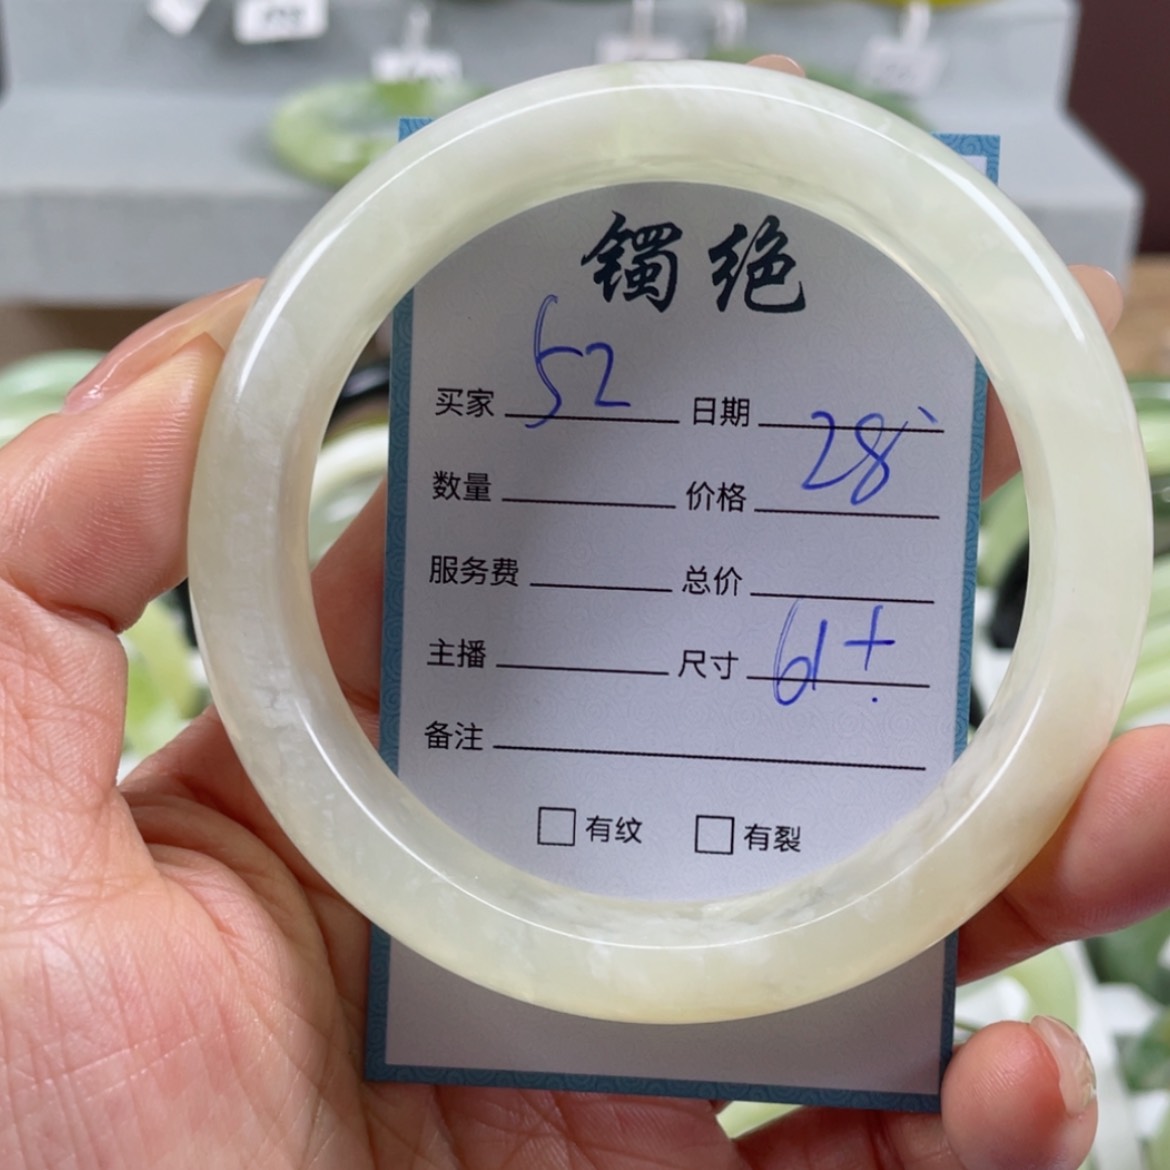 镯绝
买家 52 日期
数量 价格 28
服务费 总价
主播 尺寸 61+
备注
有纹 有裂